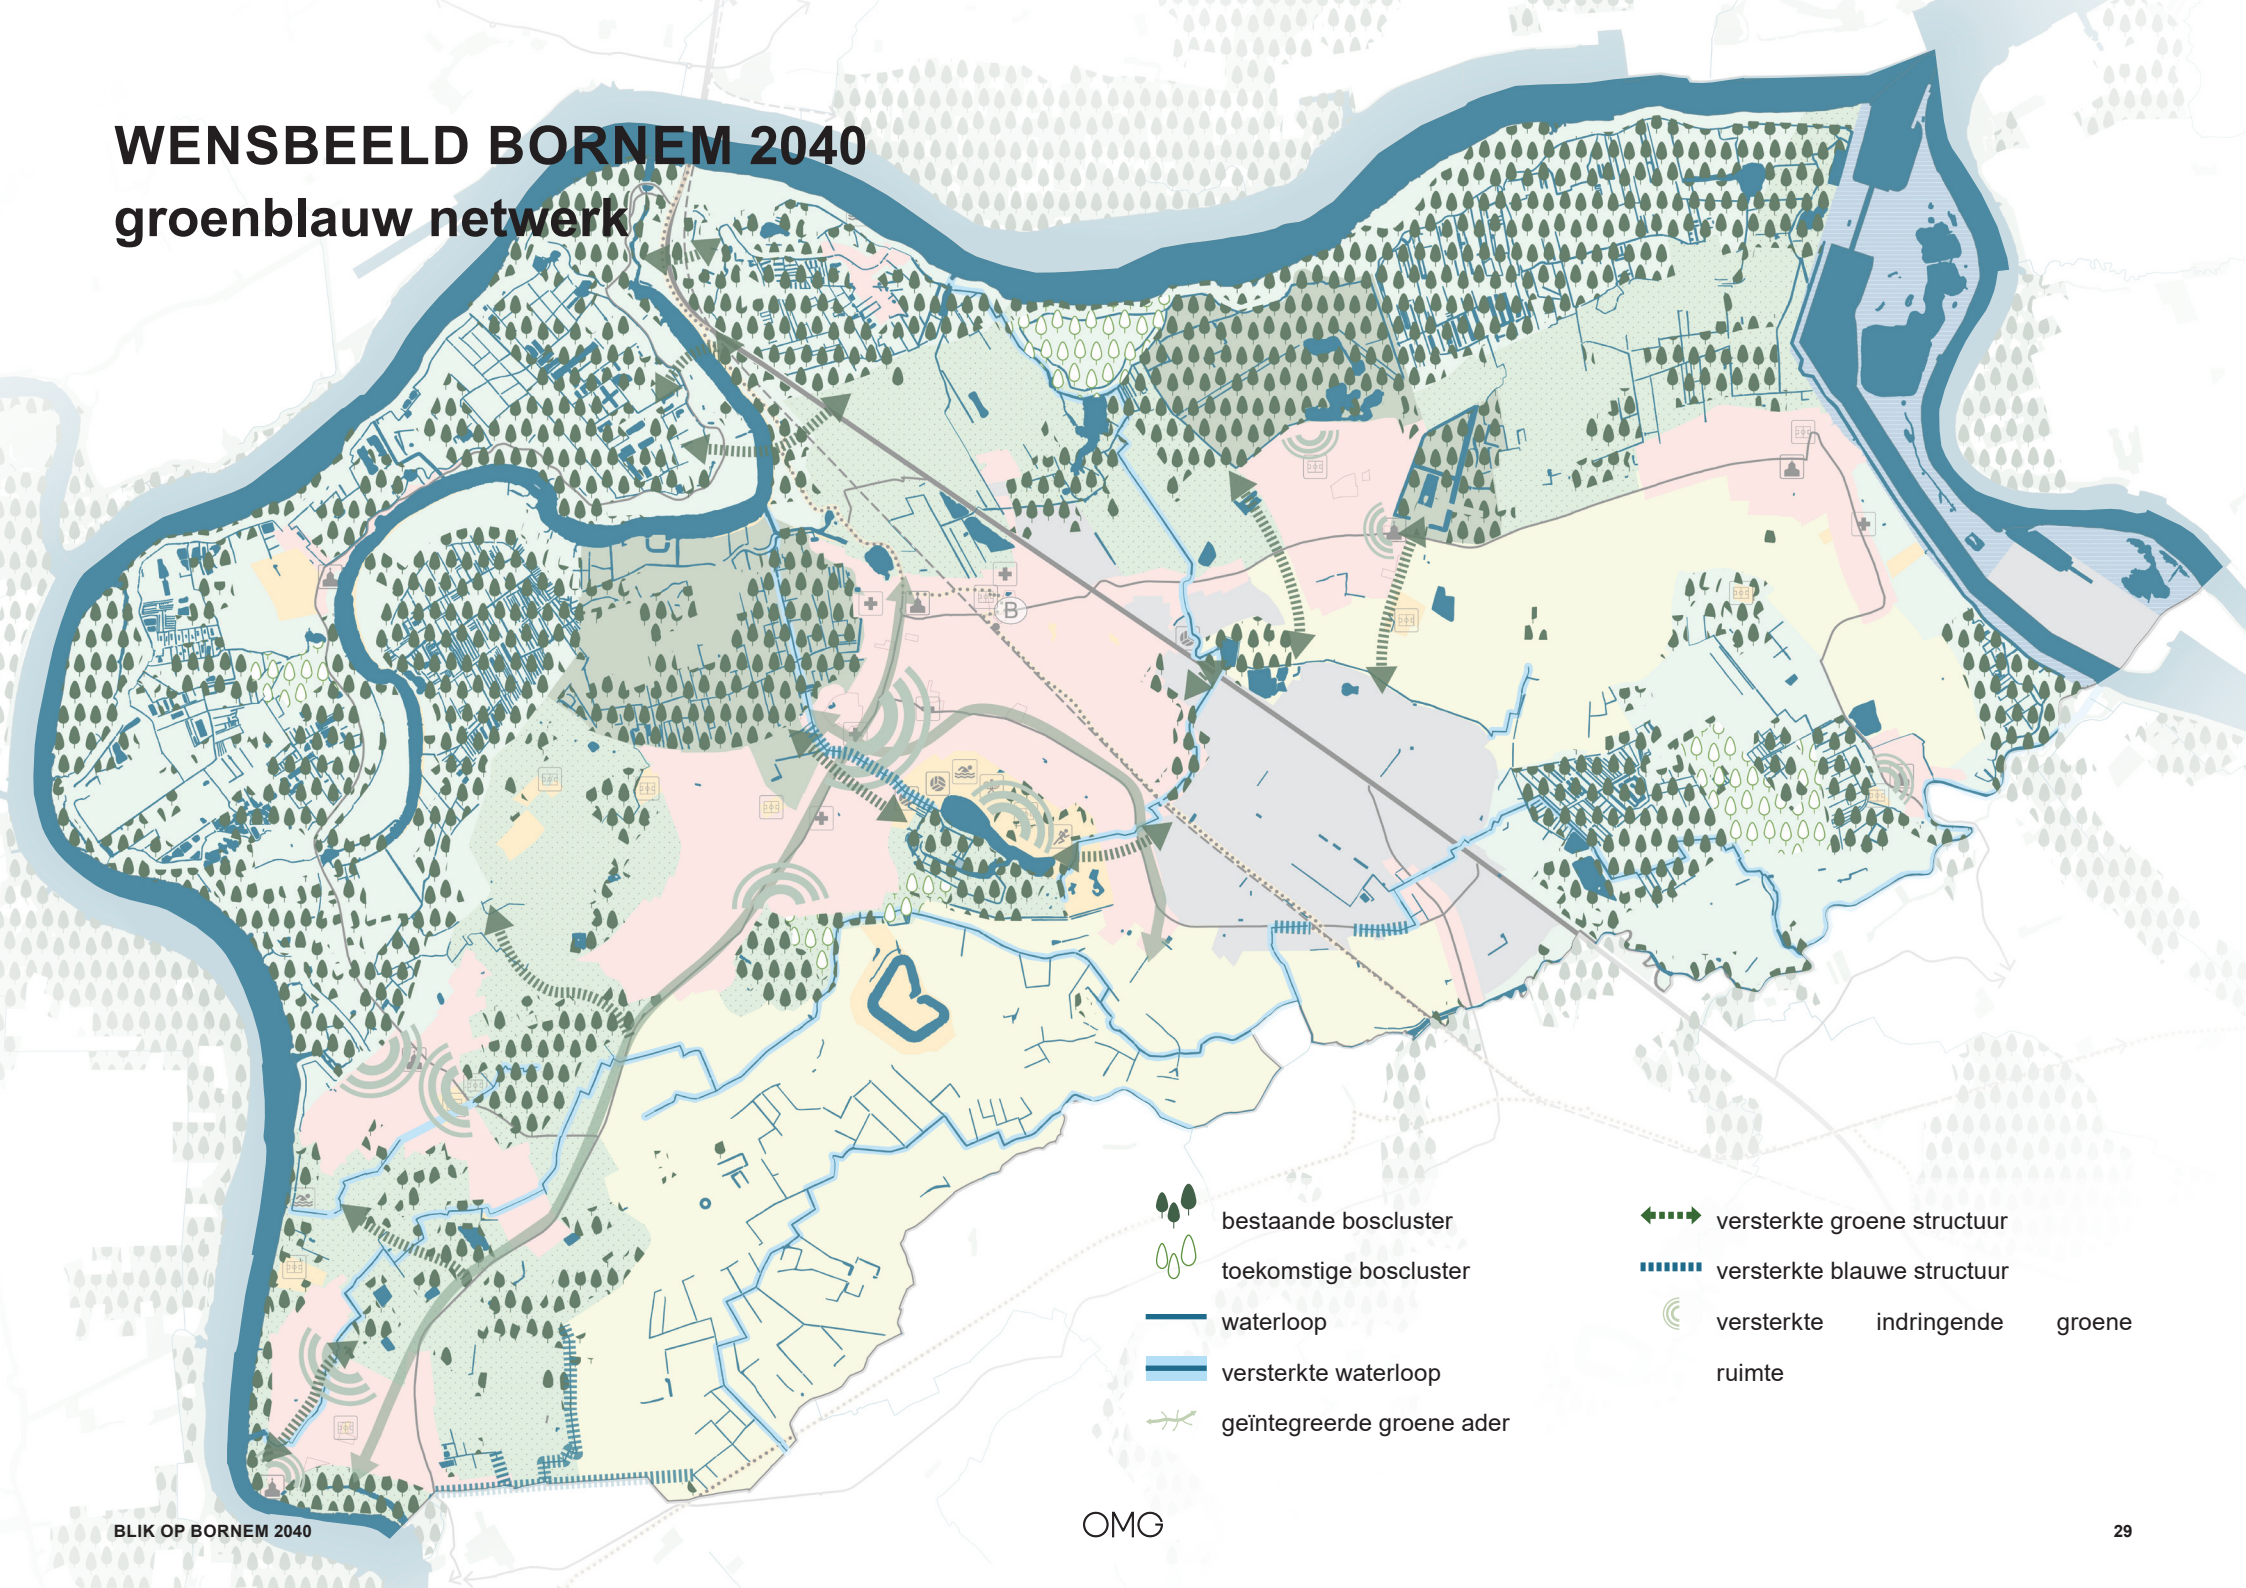 WENSBEELD BORNEM 2040
groenblauw netwerk
B
bestaande boscluster
toekomstige boscluster
waterloop
versterkte waterloop
geïntegreerde groene ader
versterkte groene structuur
versterkte blauwe structuur
versterkte indringende groene
ruimte
BLIK OP BORNEM 2040
OMG
29